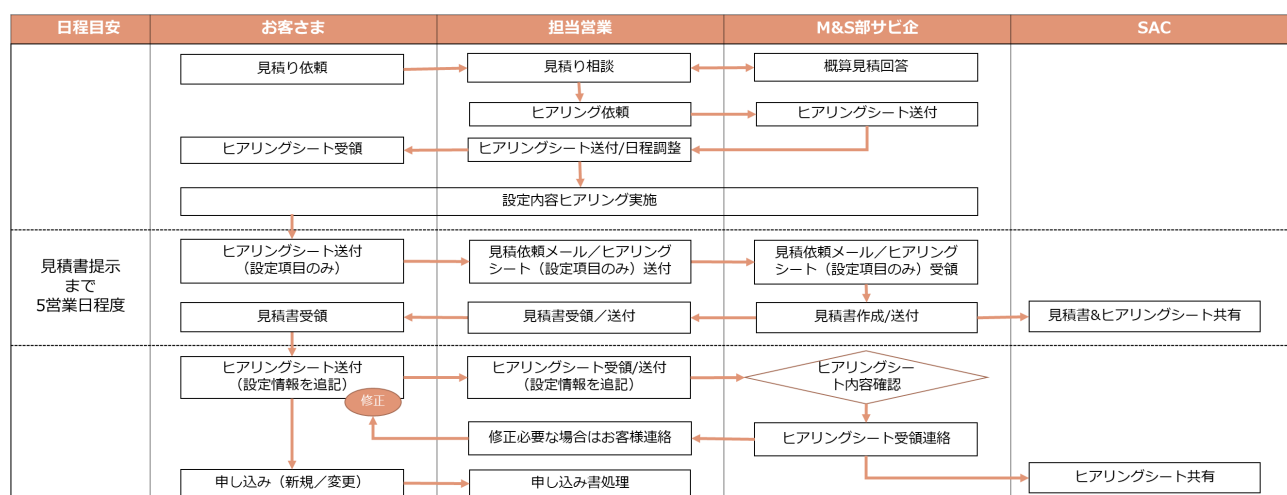 日程目安
お客さま
担当営業
M&S部サビ企
SAC
見積り依頼
見積り相談
概算見積回答
ヒアリング依頼
ヒアリングシート送付
ヒアリングシート受領
ヒアリングシート送付/日程調整
設定内容ヒアリング実施
見積書提示
まで
5営業日程度
ヒアリングシート送付
（設定項目のみ）
見積依頼メール／ヒアリング
シート（設定項目のみ）送付
見積依頼メール／ヒアリング
シート（設定項目のみ）受領
見積書受領
見積書受領／送付
見積書作成/送付
見積書&ヒアリングシート共有
ヒアリングシート送付
（設定情報を追記）
ヒアリングシート受領/送付
（設定情報を追記）
ヒアリングシー
ト内容確認
修正
修正必要な場合はお客様連絡
ヒアリングシート受領連絡
申し込み（新規／変更）
申し込み書処理
ヒアリングシート共有